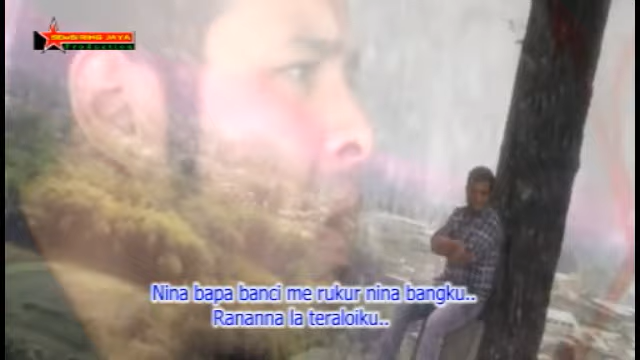 SEMBIRING JAYA
Production
Nina bapa banci me rukur nina bangku..
Rananna la teraloiku..